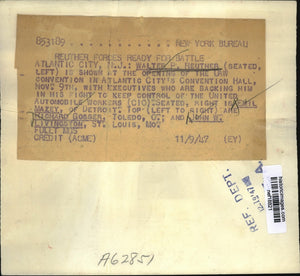 853189 NEW YORK BUREAU
REUTHER FORCES READY FOR BATTLE
ATLANTIC CITY, N.J.: WALTER P. REUTHER (SEATED,
LEFT) IS SHOWN AT THE OPENING OF THE UAW
CONVENTION IN ATLANTIC CITY'S CONVENTION HALL,
NOV. 9TH, WITH EXECUTIVES WHO ARE BACKING HIM
IN HIS FIGHT TO KEEP CONTROL OF THE UNITED
AUTOMOBILE WORKERS (CIO). SEATED, RIGHT IS EMIL
MAZEY, OF DETROIT. TOP (LEFT TO RIGHT) ARE:
RICHARD GOSSER, TOLEDO, O.; AND JOHN W.
LIVINGSTON, ST. LOUIS, MO.
CREDIT (ACME) 11/9/47 (EY)
REF. DEPT.
A62851
historicimages.com